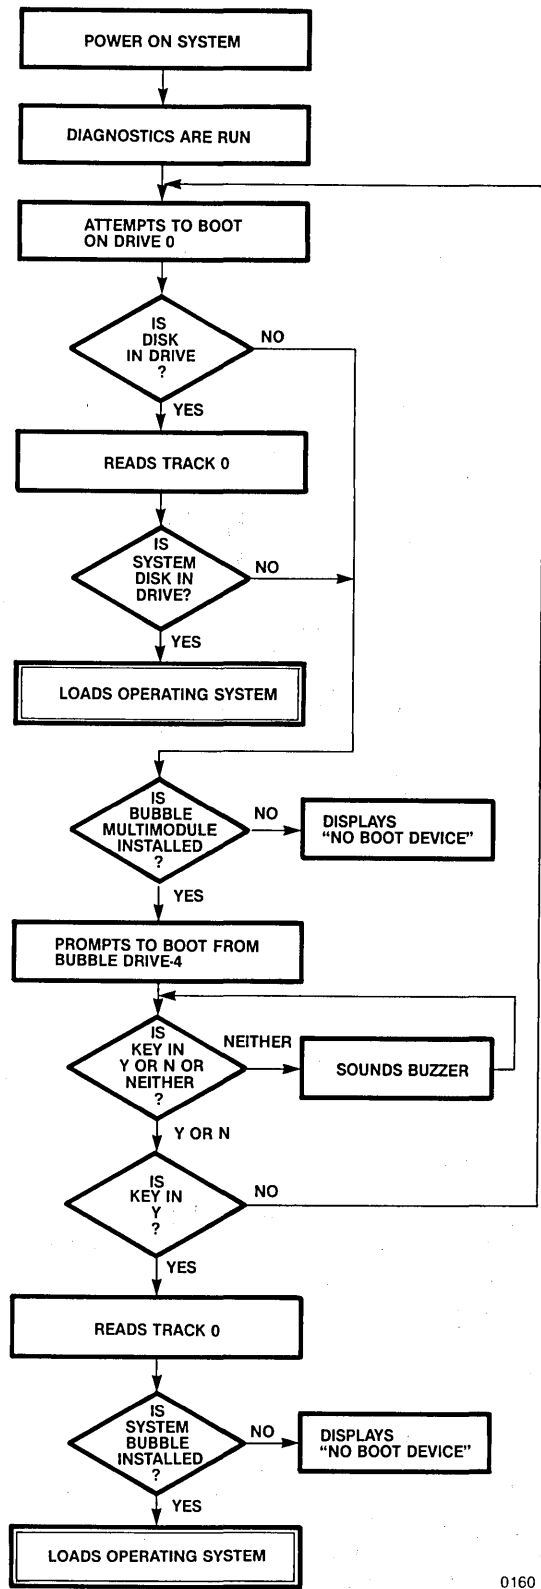 POWER ON SYSTEM
DIAGNOSTICS ARE RUN
ATTEMPTS TO BOOT
ON DRIVE 0
IS
DISK
IN DRIVE
?
NO
YES
READS TRACK 0
IS
SYSTEM
DISK IN
DRIVE?
NO
YES
LOADS OPERATING SYSTEM
IS
BUBBLE
MULTIMODULE
INSTALLED
?
NO
DISPLAYS
"NO BOOT DEVICE"
YES
PROMPTS TO BOOT FROM
BUBBLE DRIVE-4
IS
KEY IN
Y OR N OR
NEITHER
?
NEITHER
SOUNDS BUZZER
Y OR N
IS
KEY IN
Y
?
NO
YES
READS TRACK 0
IS
SYSTEM
BUBBLE
INSTALLED
?
NO
DISPLAYS
"NO BOOT DEVICE"
YES
LOADS OPERATING SYSTEM
0160